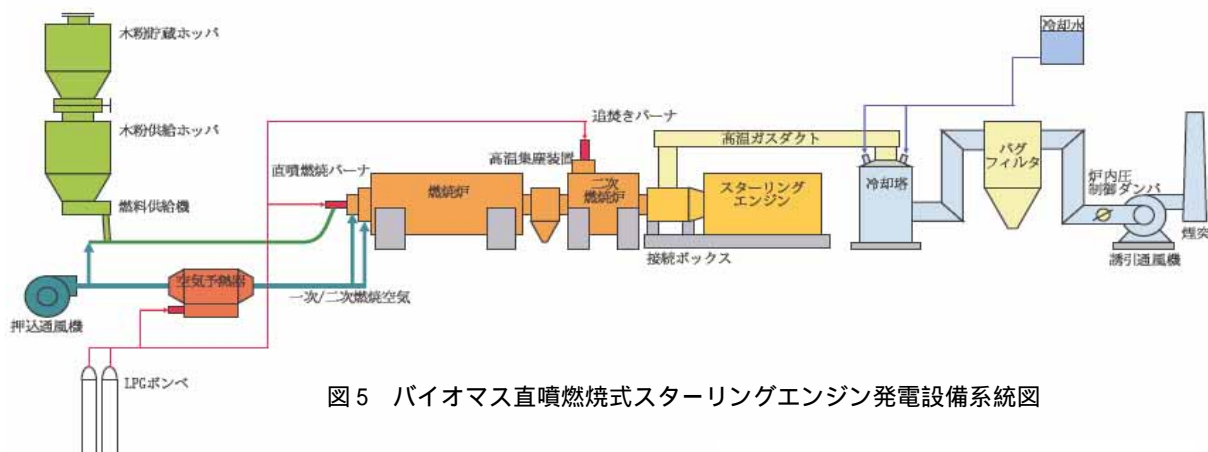 木粉貯蔵ホッパ
冷却水
木粉供給ホッパ
追焚きバーナ
高温ガスダクト
バグ
フィルタ
高温集塵装置
直噴燃焼バーナ
炉内圧
制御ダンパ
燃焼炉
二次
燃焼炉
スターリング
エンジン
冷却塔
燃料供給機
煙突
接続ボックス
誘引通風機
空気予熱器
一次/二次燃焼空気
押込通風機
LPGボンベ
図5 バイオマス直噴燃焼式スターリングエンジン発電設備系統図